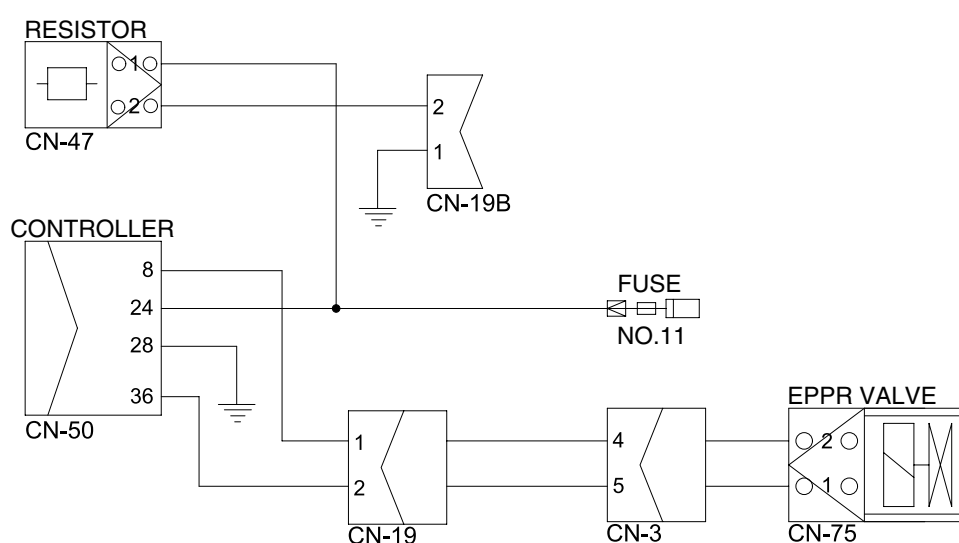 RESISTOR
1
2
CN-47
2
1
CN-19B
CONTROLLER
8
24
28
36
CN-50
FUSE
NO.11
1
2
CN-19
4
5
CN-3
EPPR VALVE
2
1
CN-75